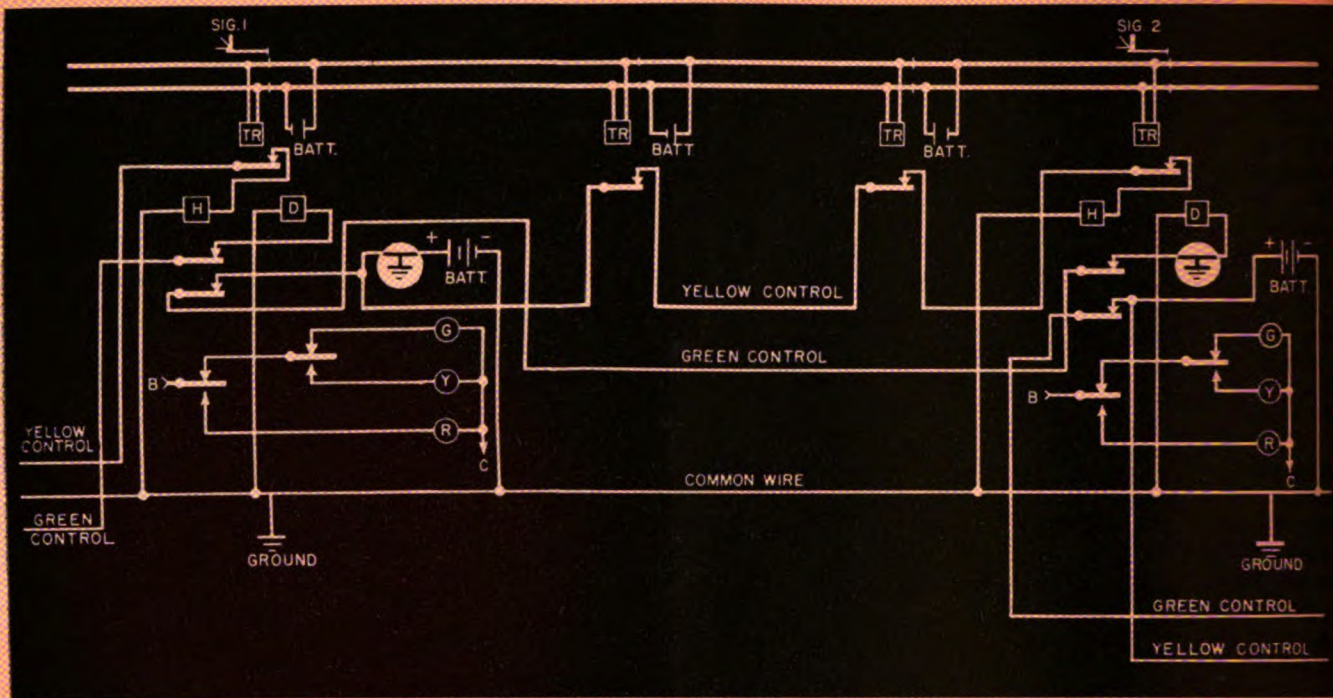 SIG. 1
SIG. 2
TR
TR
TR
TR
BATT.
BATT.
BATT.
H
D
H
D
+ -
BATT.
+ -
BATT.
YELLOW CONTROL
GREEN CONTROL
G
G
B
Y
B
Y
R
R
YELLOW
CONTROL
C
COMMON WIRE
C
GREEN
CONTROL
GROUND
GROUND
GREEN CONTROL
YELLOW CONTROL